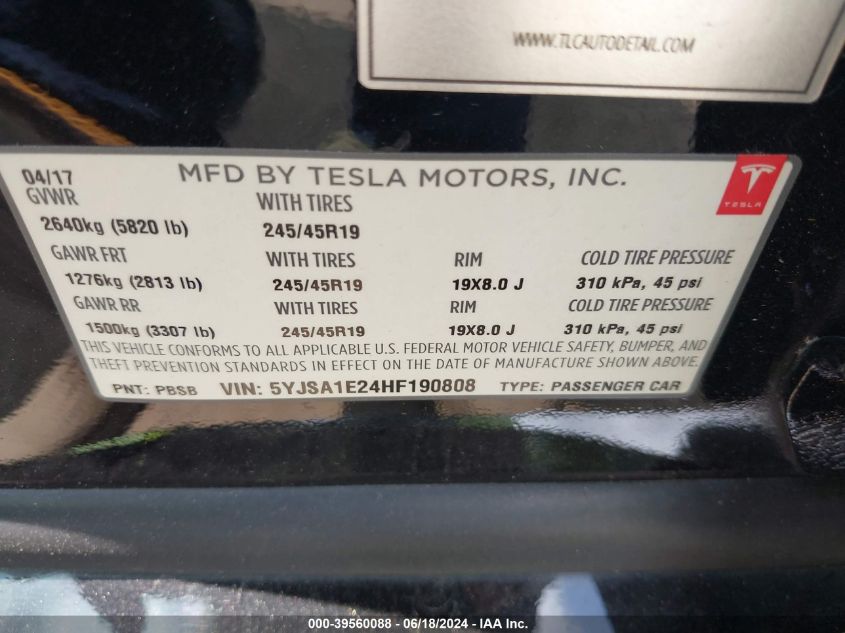 WWW.TLCAUTODETAIL.COM
04/17 MFD BY TESLA MOTORS, INC.
TESLA
GVWR WITH TIRES
2640kg (5820 lb) 245/45R19
GAWR FRT WITH TIRES RIM COLD TIRE PRESSURE
1276kg (2813 lb) 245/45R19 19X8.0 J 310 kPa, 45 psi
GAWR RR WITH TIRES RIM COLD TIRE PRESSURE
1500kg (3307 lb) 245/45R19 19X8.0 J 310 kPa, 45 psi
THIS VEHICLE CONFORMS TO ALL APPLICABLE U.S. FEDERAL MOTOR VEHICLE SAFETY, BUMPER, AND
THEFT PREVENTION STANDARDS IN EFFECT ON THE DATE OF MANUFACTURE SHOWN ABOVE.
PNT: PBSB VIN: 5YJSA1E24HF190808 TYPE: PASSENGER CAR
000-39560088 - 06/18/2024 - IAA Inc.